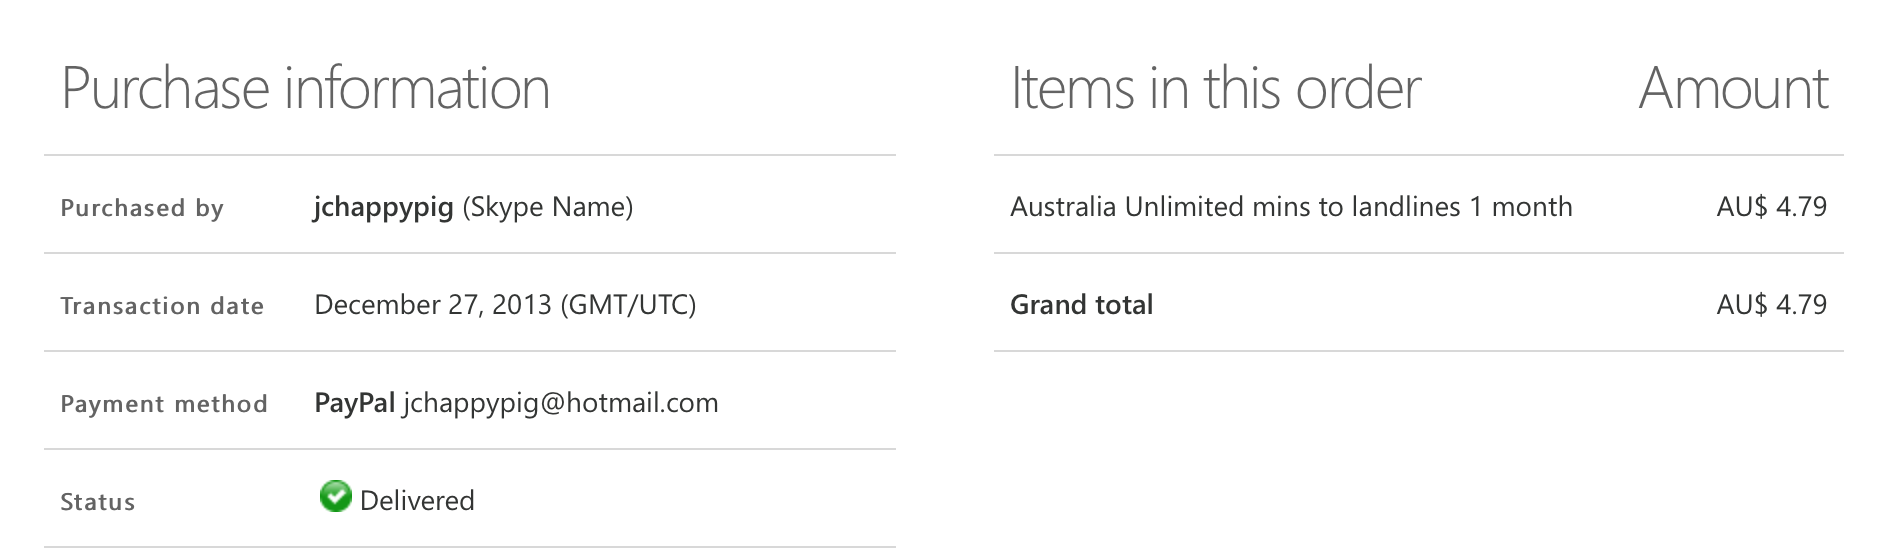 Purchase information
Purchased by jchappypig (Skype Name)
Transaction date December 27, 2013 (GMT/UTC)
Payment method PayPal jchappypig@hotmail.com
Status Delivered
Items in this order Amount
Australia Unlimited mins to landlines 1 month AU$ 4.79
Grand total AU$ 4.79